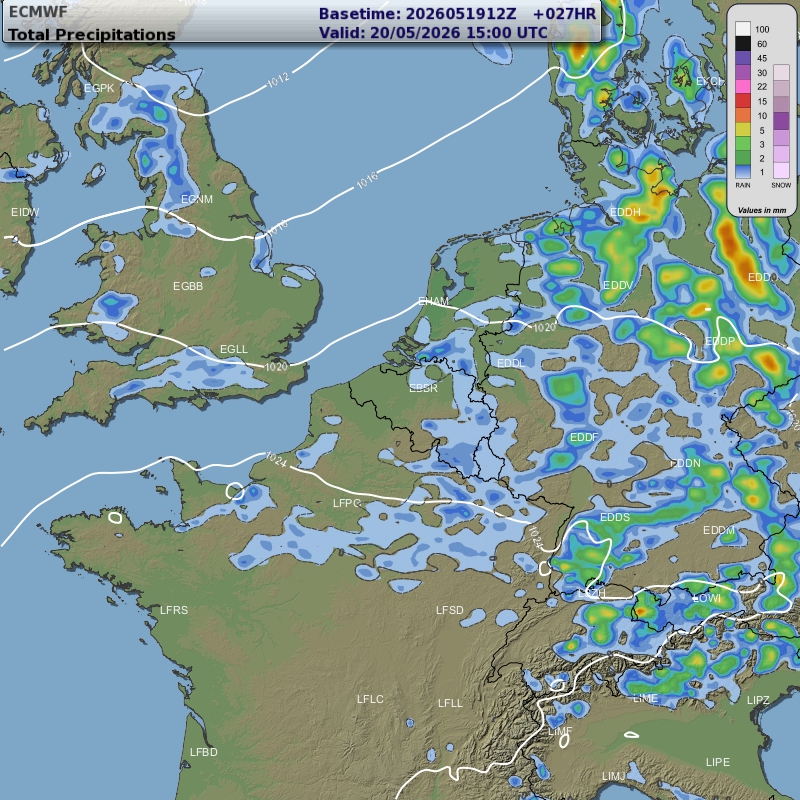 ECMWF
Basetime: 2026051912Z +027HR
Total Precipitations
Valid: 20/05/2026 15:00 UTC
100
60
45
30
22
15
10
5
3
2
1
RAIN
SNOW
Values in mm
1012
EGPK
EKCH
1016
EGNM
EIDW
EDDH
1016
EGBB
EDDV
EHAM
1020
EGLL
EDDP
1020
EDDL
EBBR
EDDF
1024
EDDN
LFPG
EDDS
EDDM
1024
LSZH
LOWI
LFRS
LFSD
LIME
LFLC
LFLL
LIPZ
LIMF
LFBD
LIPE
LIMJ